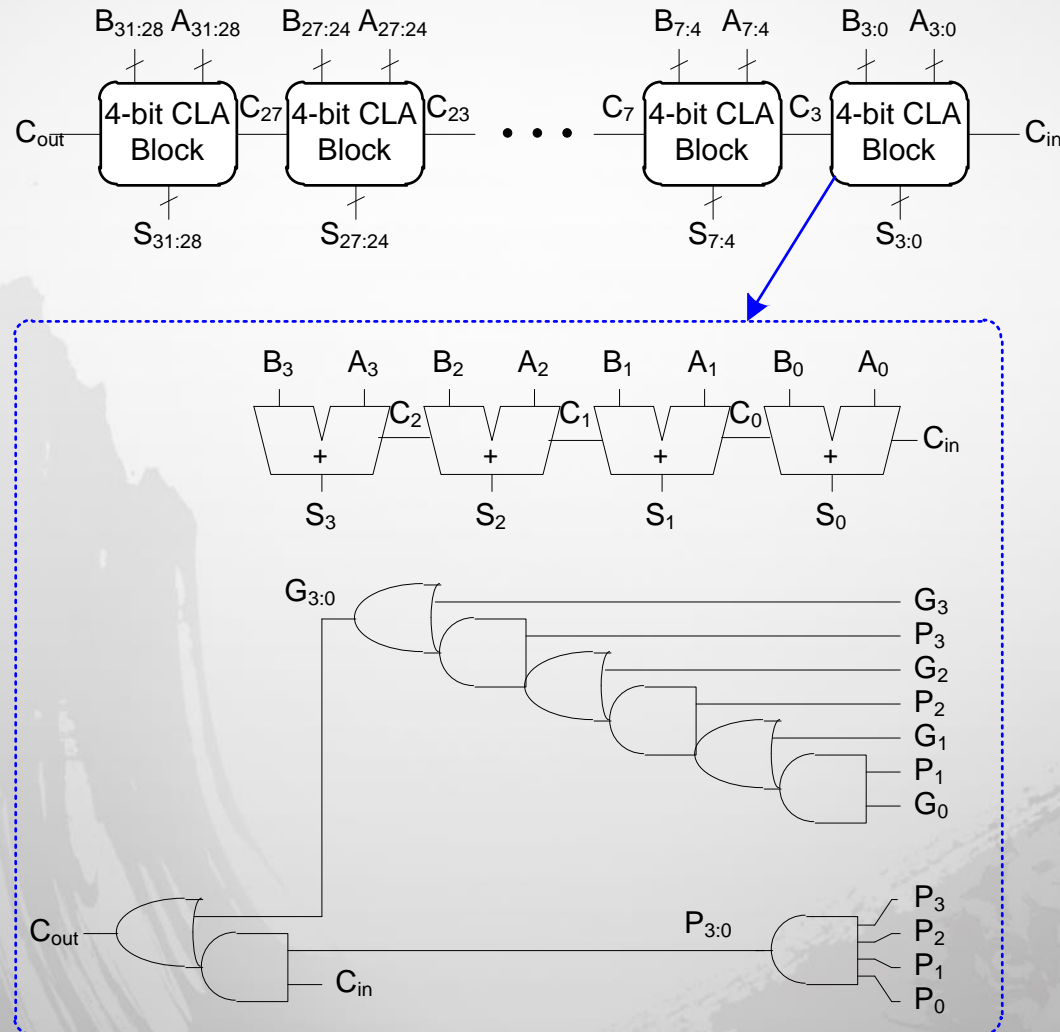 B31:28 A31:28 B27:24 A27:24 B7:4 A7:4 B3:0 A3:0
Cout 4-bit CLA Block C27 4-bit CLA Block C23 • • • C7 4-bit CLA Block C3 4-bit CLA Block Cin
S31:28 S27:24 S7:4 S3:0
B3 A3 B2 A2 B1 A1 B0 A0
C2 C1 C0 Cin
+ + + +
S3 S2 S1 S0
G3:0 G3
P3
G2
P2
G1
P1
G0
P3:0 P3
Cout P2
P1
Cin P0